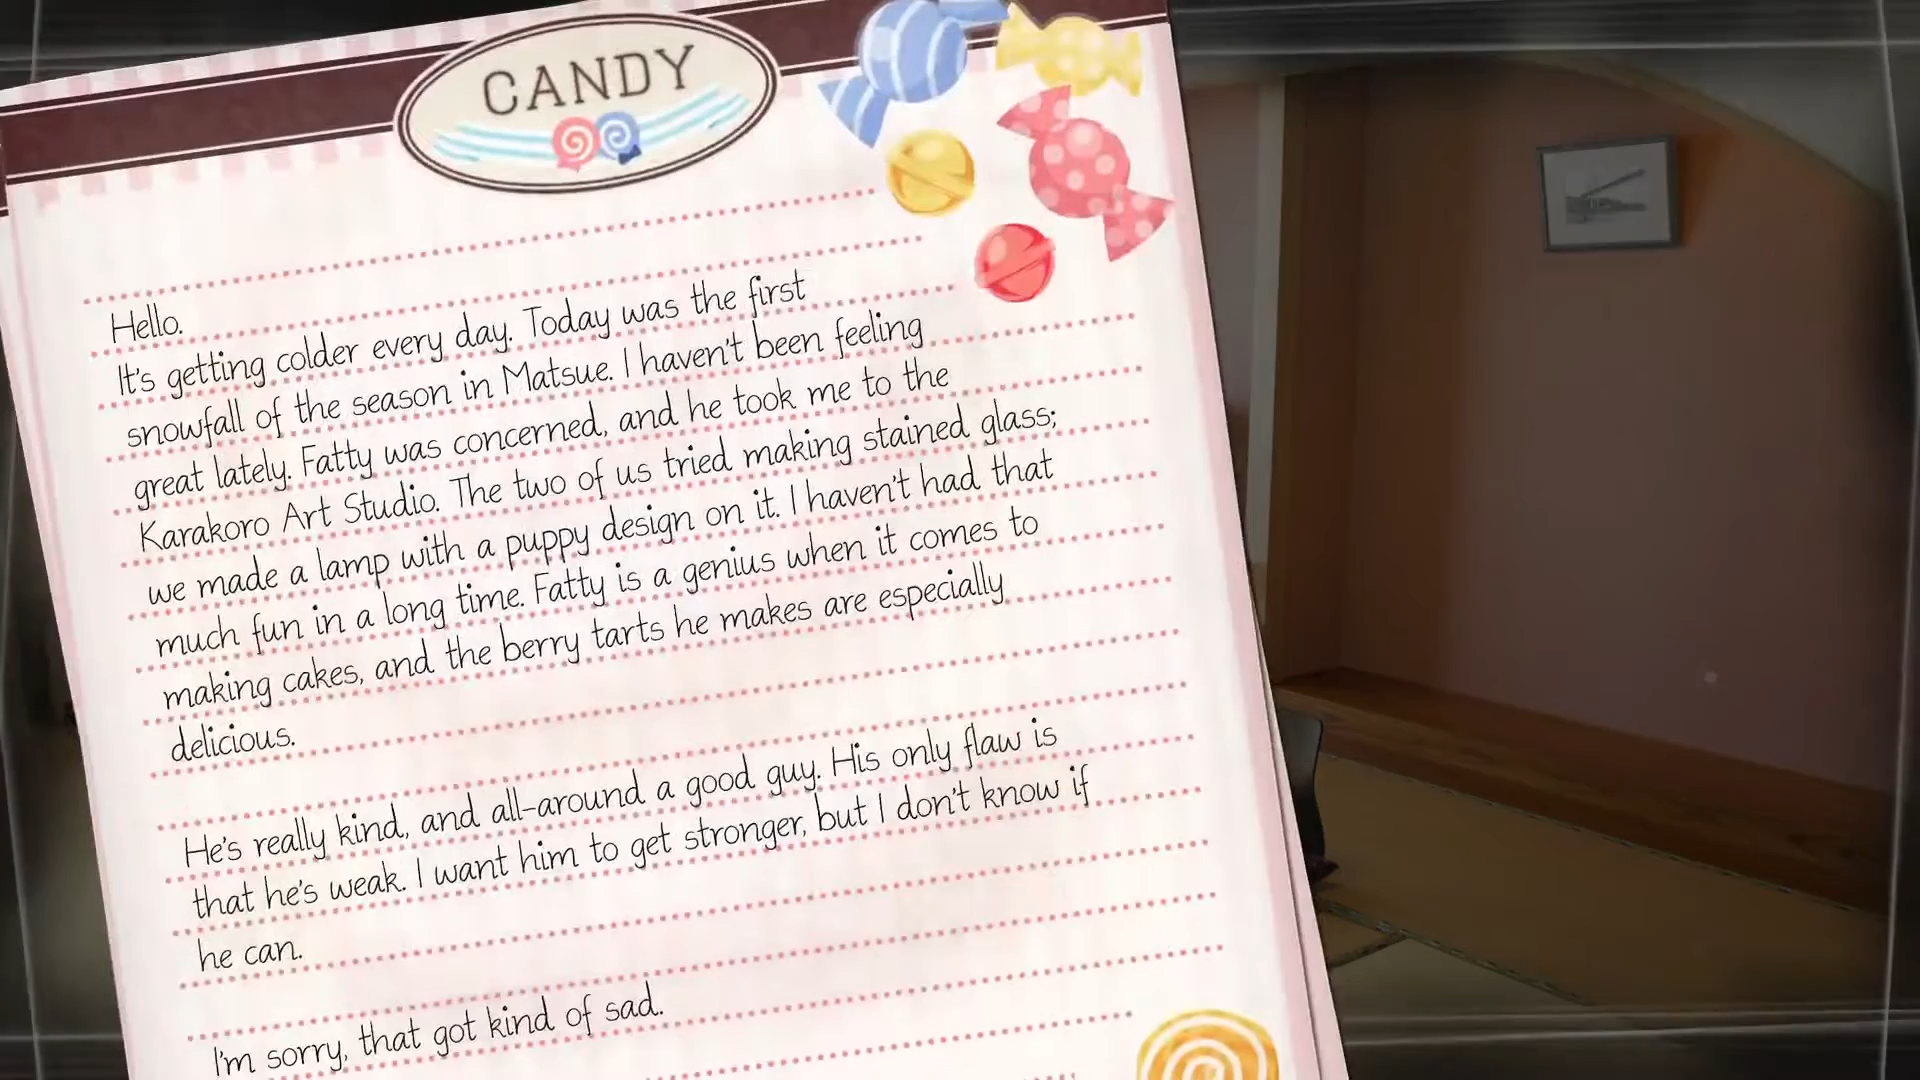 CANDY
Hello.
It's getting colder every day. Today was the first
snowfall of the season in Matsue. I haven't been feeling
great lately. Fatty was concerned, and he took me to the
Karakoro Art Studio. The two of us tried making stained glass;
we made a lamp with a puppy design on it. I haven't had that
much fun in a long time. Fatty is a genius when it comes to
making cakes, and the berry tarts he makes are especially
delicious.
He's really kind, and all-around a good guy. His only flaw is
that he's weak. I want him to get stronger, but I don't know if
he can.
I'm sorry, that got kind of sad.